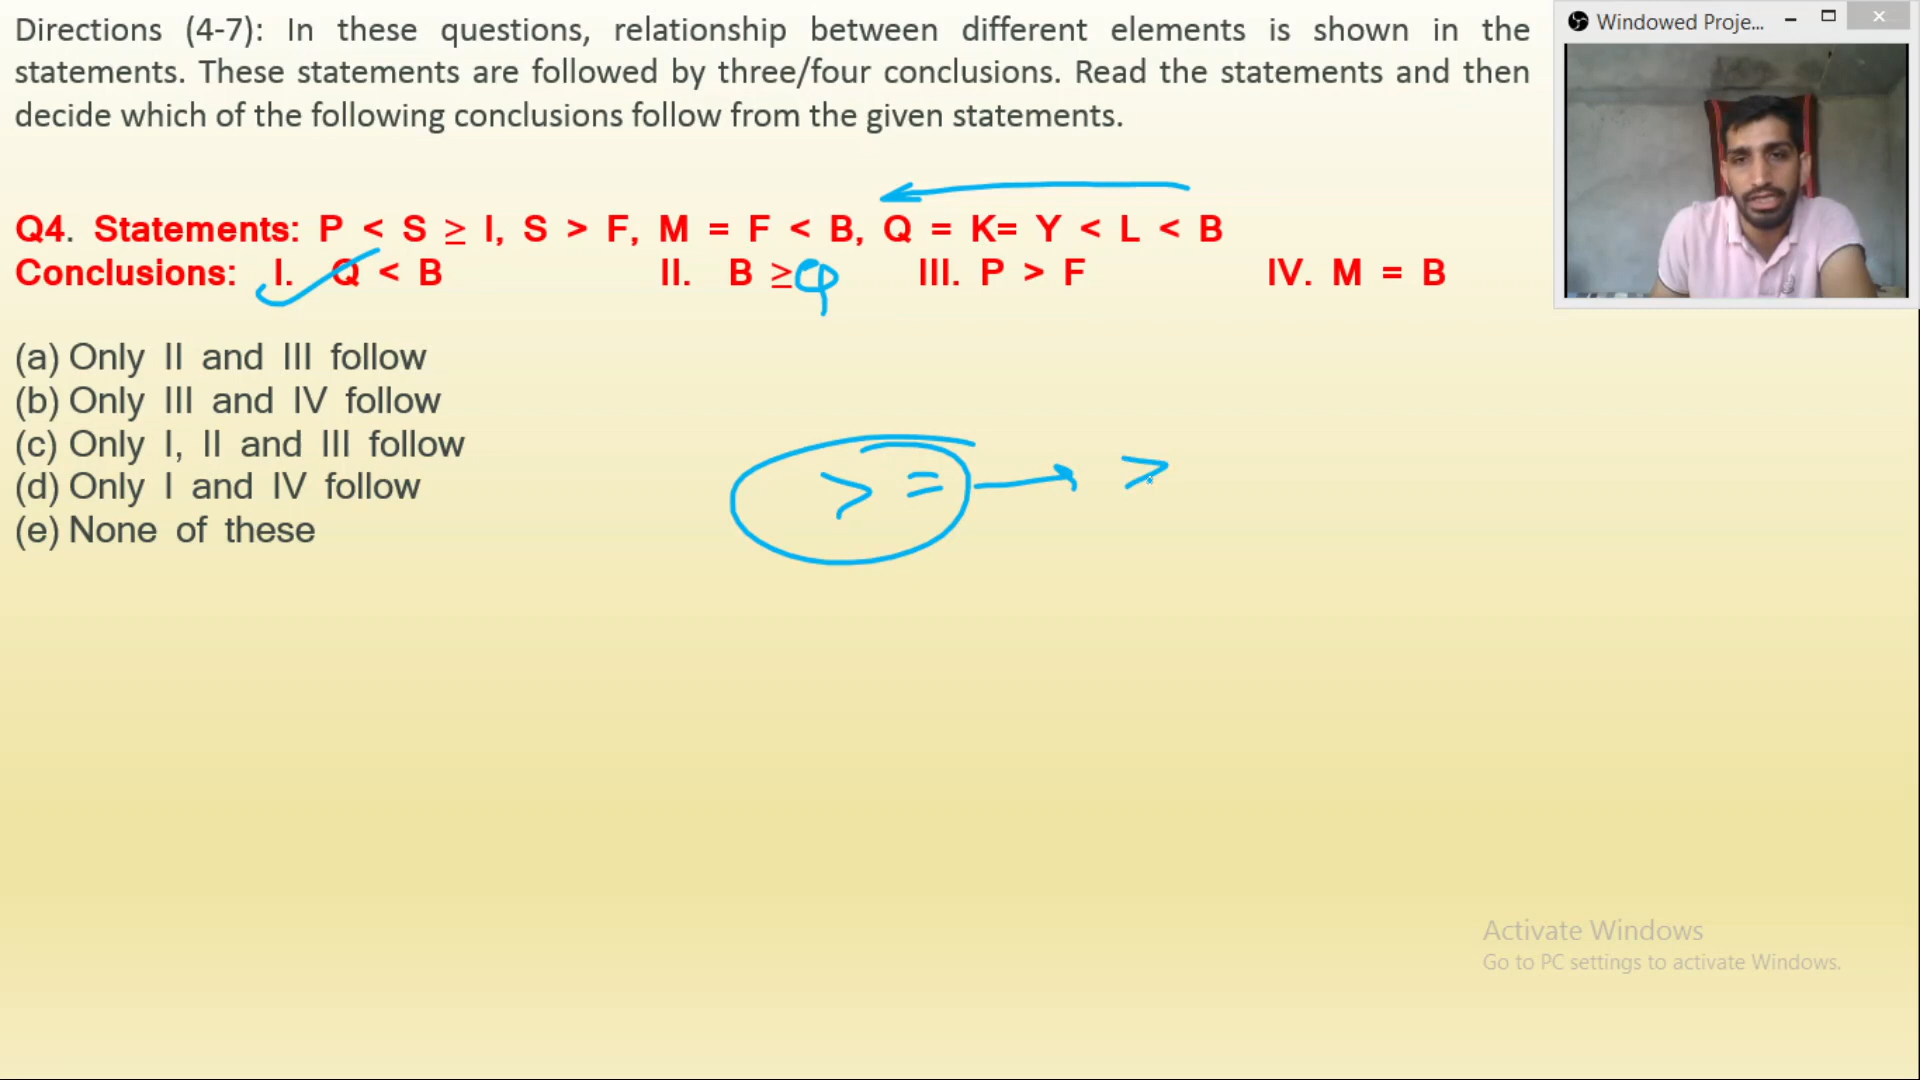 Directions (4-7): In these questions, relationship between different elements is shown in the
statements. These statements are followed by three/four conclusions. Read the statements and then
decide which of the following conclusions follow from the given statements.
Windowed Proje...
Q4. Statements: P < S ≥ I, S > F, M = F < B, Q = K= Y < L < B
Conclusions: I. Q < B II. B ≥ φ III. P > F IV. M = B
(a) Only II and III follow
(b) Only III and IV follow
(c) Only I, II and III follow
(d) Only I and IV follow
(e) None of these
> = → >
Activate Windows
Go to PC settings to activate Windows.